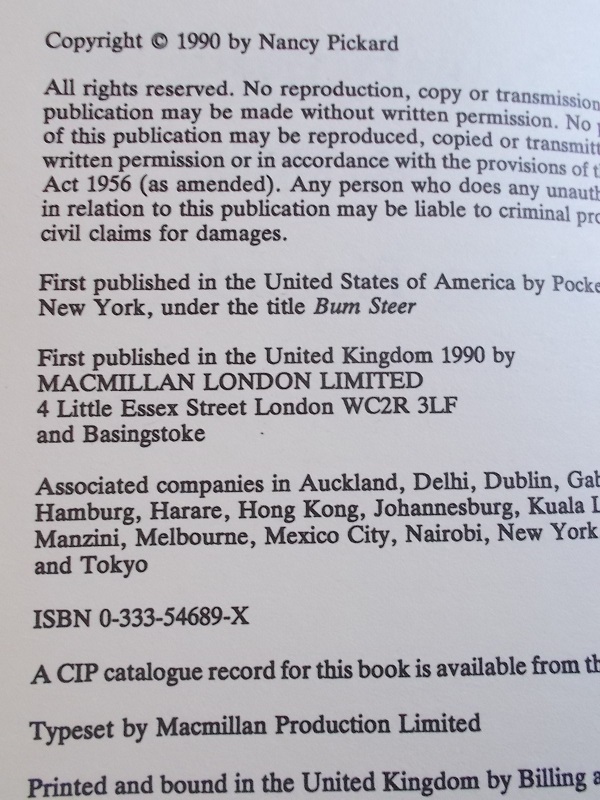 Copyright © 1990 by Nancy Pickard
All rights reserved. No reproduction, copy or transmission
publication may be made without written permission. No
of this publication may be reproduced, copied or transmitt
written permission or in accordance with the provisions of t
Act 1956 (as amended). Any person who does any unauth
in relation to this publication may be liable to criminal pro
civil claims for damages.
First published in the United States of America by Pocke
New York, under the title Bum Steer
First published in the United Kingdom 1990 by
MACMILLAN LONDON LIMITED
4 Little Essex Street London WC2R 3LF
and Basingstoke
Associated companies in Auckland, Delhi, Dublin, Gab
Hamburg, Harare, Hong Kong, Johannesburg, Kuala L
Manzini, Melbourne, Mexico City, Nairobi, New York
and Tokyo
ISBN 0-333-54689-X
A CIP catalogue record for this book is available from th
Typeset by Macmillan Production Limited
Printed and bound in the United Kingdom by Billing a